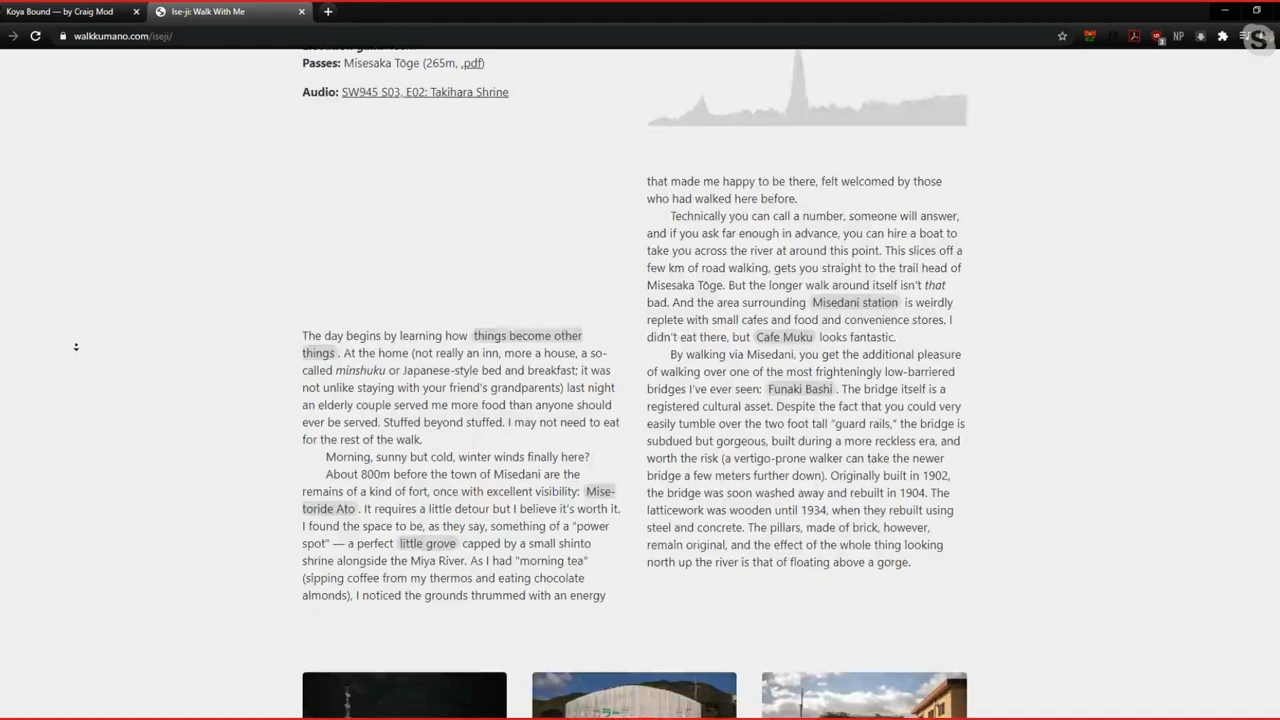 Koya Bound — by Craig Mod
Ise-ji: Walk With Me
walkkumano.com/iseji/
NP
Passes: Misesaka Tōge (265m, .pdf)
Audio: SW945 S03, E02: Takihara Shrine
The day begins by learning how things become other
things . At the home (not really an inn, more a house, a so-
called minshuku or Japanese-style bed and breakfast; it was
not unlike staying with your friend's grandparents) last night
an elderly couple served me more food than anyone should
ever be served. Stuffed beyond stuffed. I may not need to eat
for the rest of the walk.
Morning, sunny but cold, winter winds finally here?
About 800m before the town of Misedani are the
remains of a kind of fort, once with excellent visibility: Mise-
toride Ato . It requires a little detour but I believe it's worth it.
I found the space to be, as they say, something of a "power
spot" — a perfect little grove capped by a small shinto
shrine alongside the Miya River. As I had "morning tea"
(sipping coffee from my thermos and eating chocolate
almonds), I noticed the grounds thrummed with an energy
that made me happy to be there, felt welcomed by those
who had walked here before.
Technically you can call a number, someone will answer,
and if you ask far enough in advance, you can hire a boat to
take you across the river at around this point. This slices off a
few km of road walking, gets you straight to the trail head of
Misesaka Tōge. But the longer walk around itself isn't that
bad. And the area surrounding Misedani station is weirdly
replete with small cafes and food and convenience stores. I
didn't eat there, but Cafe Muku looks fantastic.
By walking via Misedani, you get the additional pleasure
of walking over one of the most frighteningly low-barriered
bridges I've ever seen: Funaki Bashi . The bridge itself is a
registered cultural asset. Despite the fact that you could very
easily tumble over the two foot tall "guard rails," the bridge is
subdued but gorgeous, built during a more reckless era, and
worth the risk (a vertigo-prone walker can take the newer
bridge a few meters further down). Originally built in 1902,
the bridge was soon washed away and rebuilt in 1904. The
latticework was wooden until 1934, when they rebuilt using
steel and concrete. The pillars, made of brick, however,
remain original, and the effect of the whole thing looking
north up the river is that of floating above a gorge.